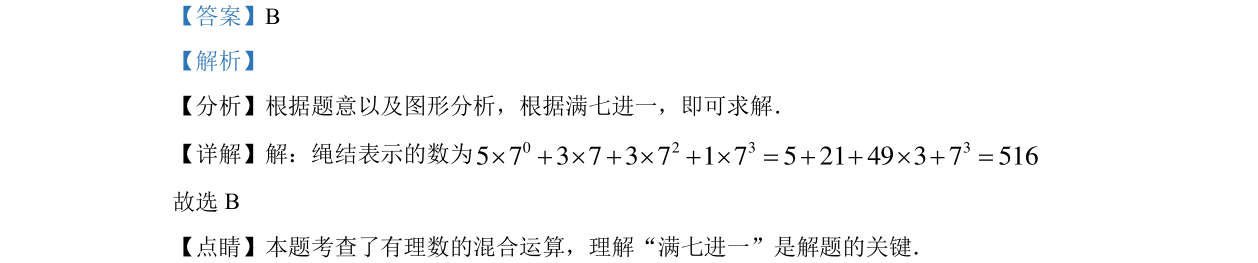 【答案】B
【解析】
【分析】根据题意以及图形分析，根据满七进一，即可求解．
【详解】解：绳结表示的数为5×7⁰+3×7+3×7²+1×7³=5+21+49×3+7³=516
故选 B
【点睛】本题考查了有理数的混合运算，理解“满七进一”是解题的关键．